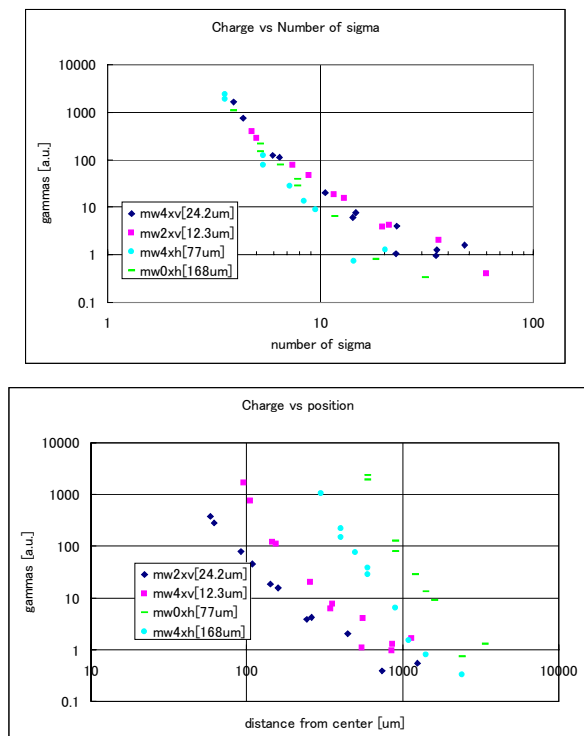 Charge vs Number of sigma
10000
1000
100
10
1
0.1
gammas [a.u.]
mw4xv[24.2um]
mw2xv[12.3um]
mw4xh[77um]
mw0xh[168um]
1 10 100
number of sigma
Charge vs position
10000
1000
100
10
1
0.1
gammas [a.u.]
mw2xv[24.2um]
mw4xv[12.3um]
mw0xh[77um]
mw4xh[168um]
10 100 1000 10000
distance from center [um]